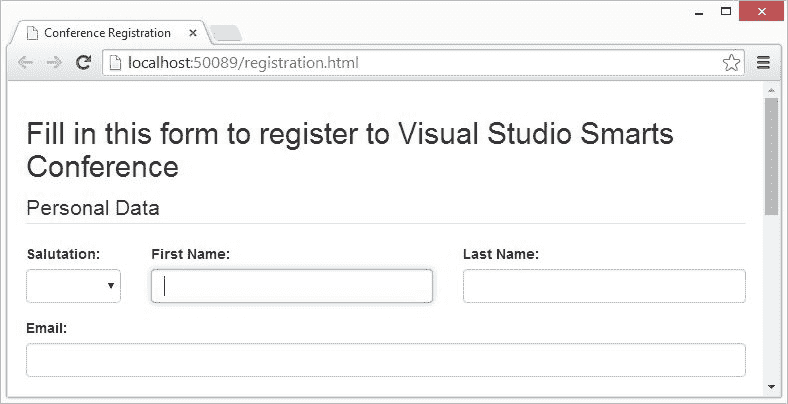 Conference Registration
localhost:50089/registration.html
Fill in this form to register to Visual Studio Smarts
Conference
Personal Data
Salutation: First Name: Last Name:
Email: